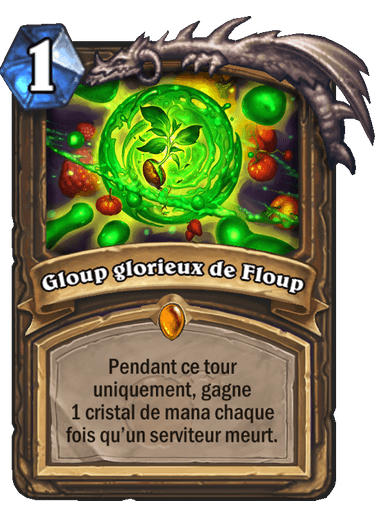 1
Gloup glorieux de Floup
Pendant ce tour
uniquement, gagne
1 cristal de mana chaque
fois qu'un serviteur meurt.